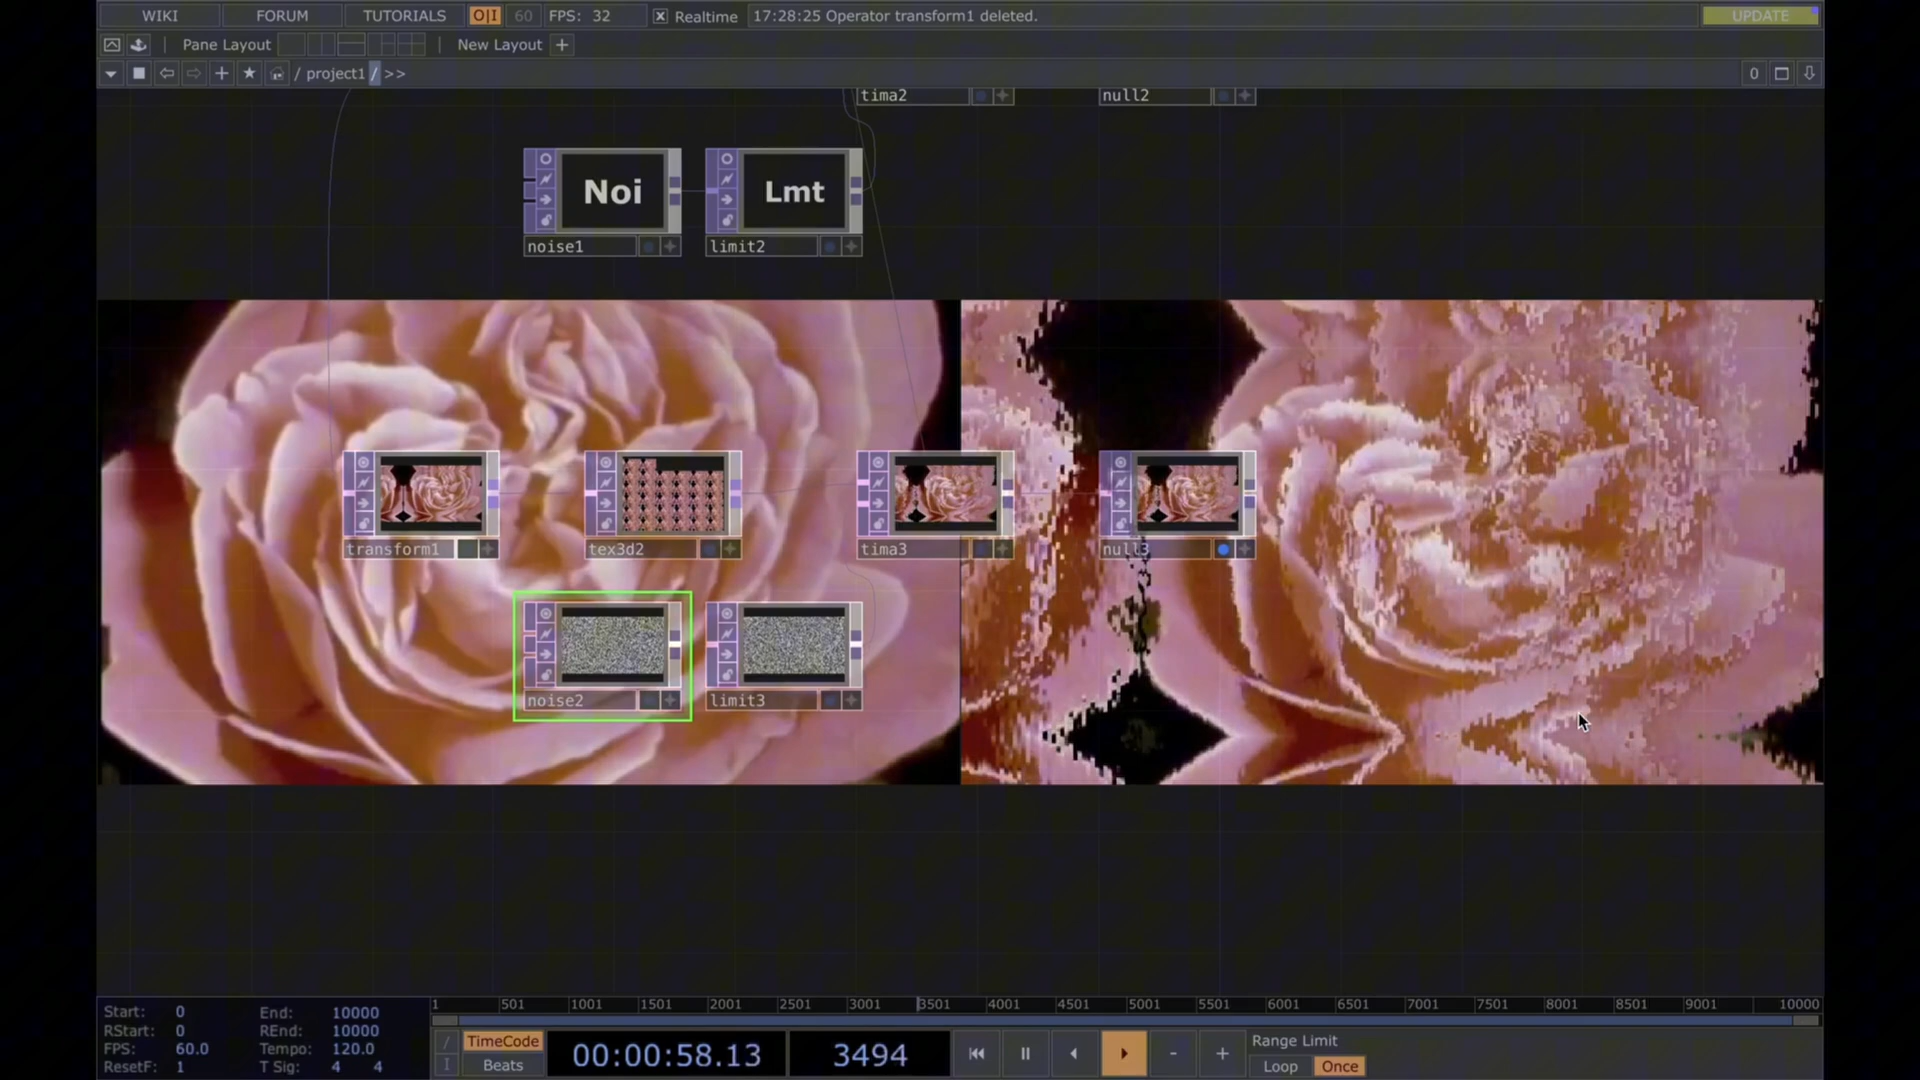 WIKI FORUM TUTORIALS O|I 60 FPS: 32 Realtime 17:28:25 Operator transform1 deleted. UPDATE
Pane Layout New Layout +
/ project1 / >> 0
tima2 null2
Noi Lmt
noise1 limit2
transform1 tex3d2 tima3 null3
noise2 limit3
1 501 1001 1501 2001 2501 3001 3501 4001 4501 5001 5501 6001 6501 7001 7501 8001 8501 9001 10000
Start: 0 End: 10000
RStart: 0 REnd: 10000
FPS: 60.0 Tempo: 120.0
ResetF: 1 T Sig: 4 4
/ TimeCode 00:00:58.13 3494 - + Range Limit
I Beats Loop Once